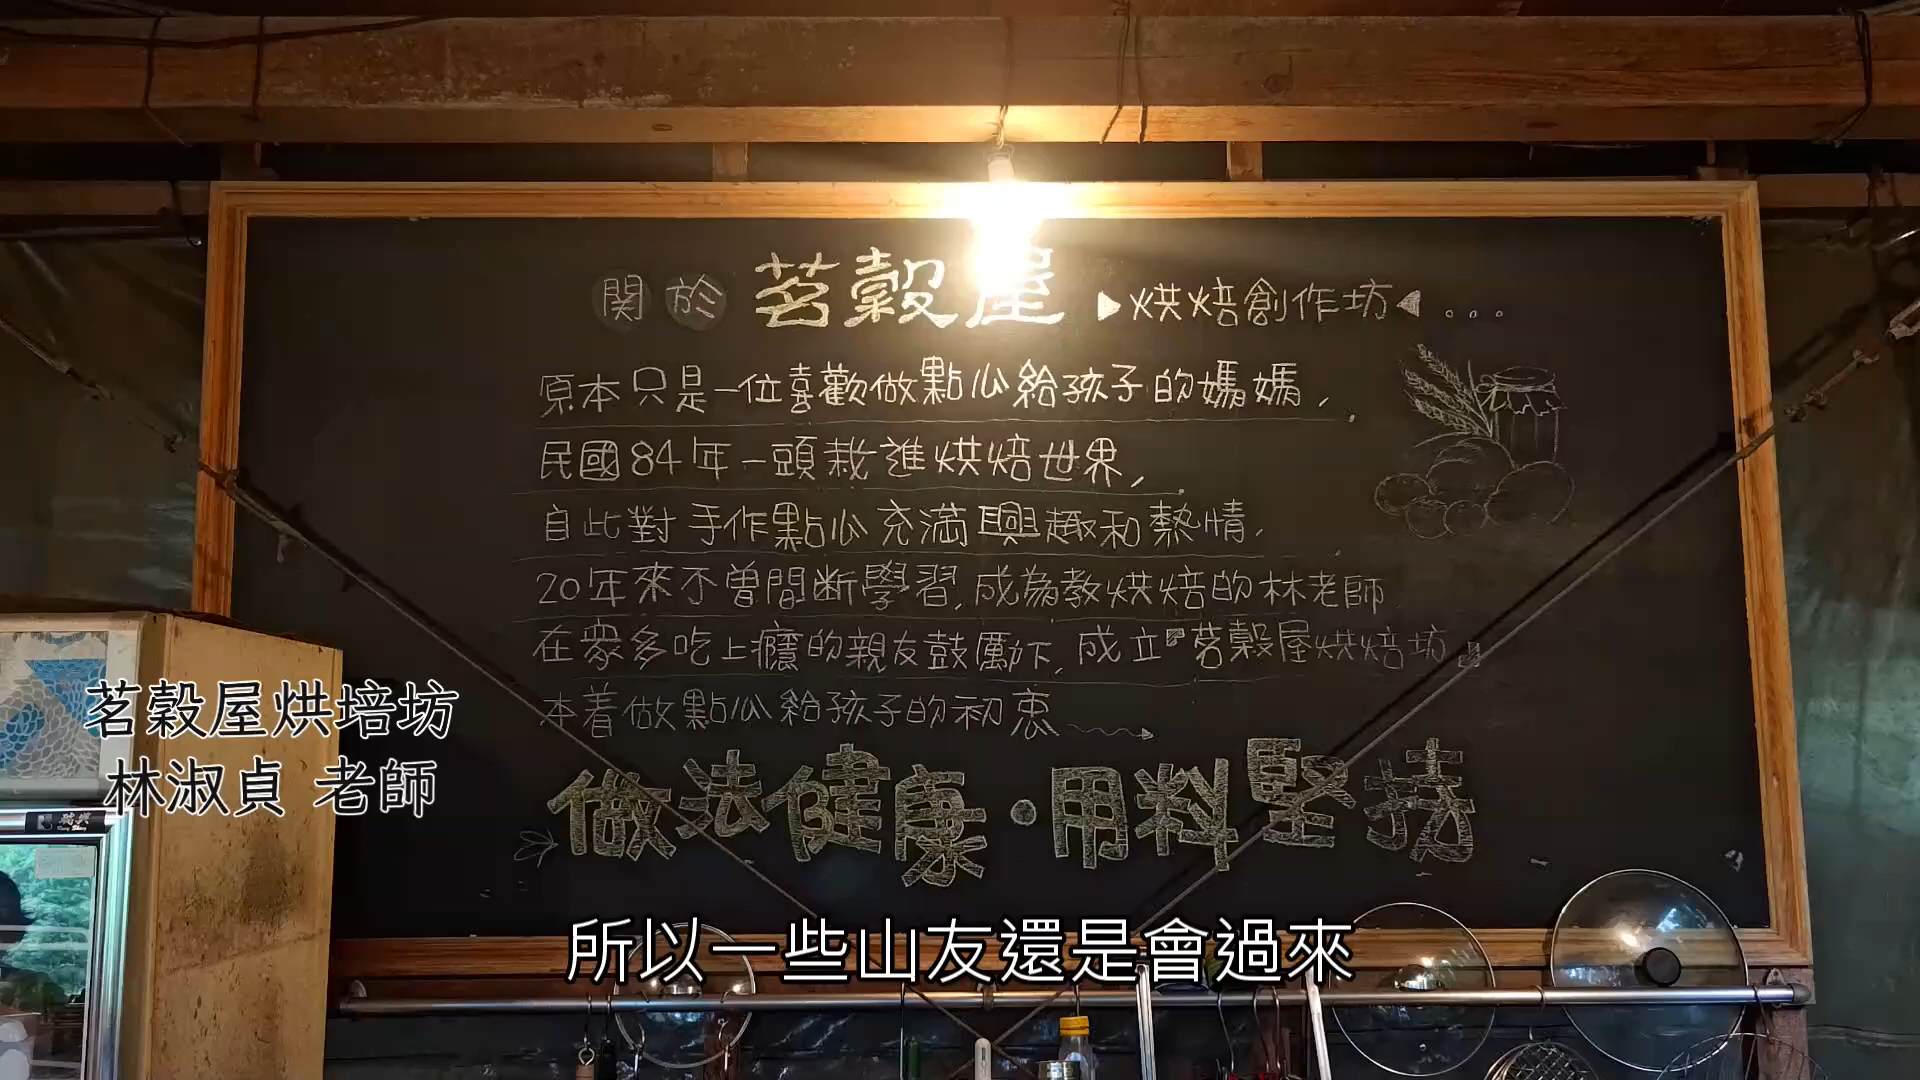 関於 茗穀屋 ▶烘焙創作坊◀...
原本只是一位喜歡做點心給孩子的媽媽，
民國84年一頭栽進烘焙世界，
自此對手作點心充滿興趣和熱情，
20年來不曾間斷學習,成為教烘焙的林老師
在眾多吃上癮的親友鼓勵下,成立『茗穀屋烘焙坊』
本着做點心給孩子的初衷
做法健康·用料堅持
茗穀屋烘培坊
林淑貞 老師
所以一些山友還是會過來